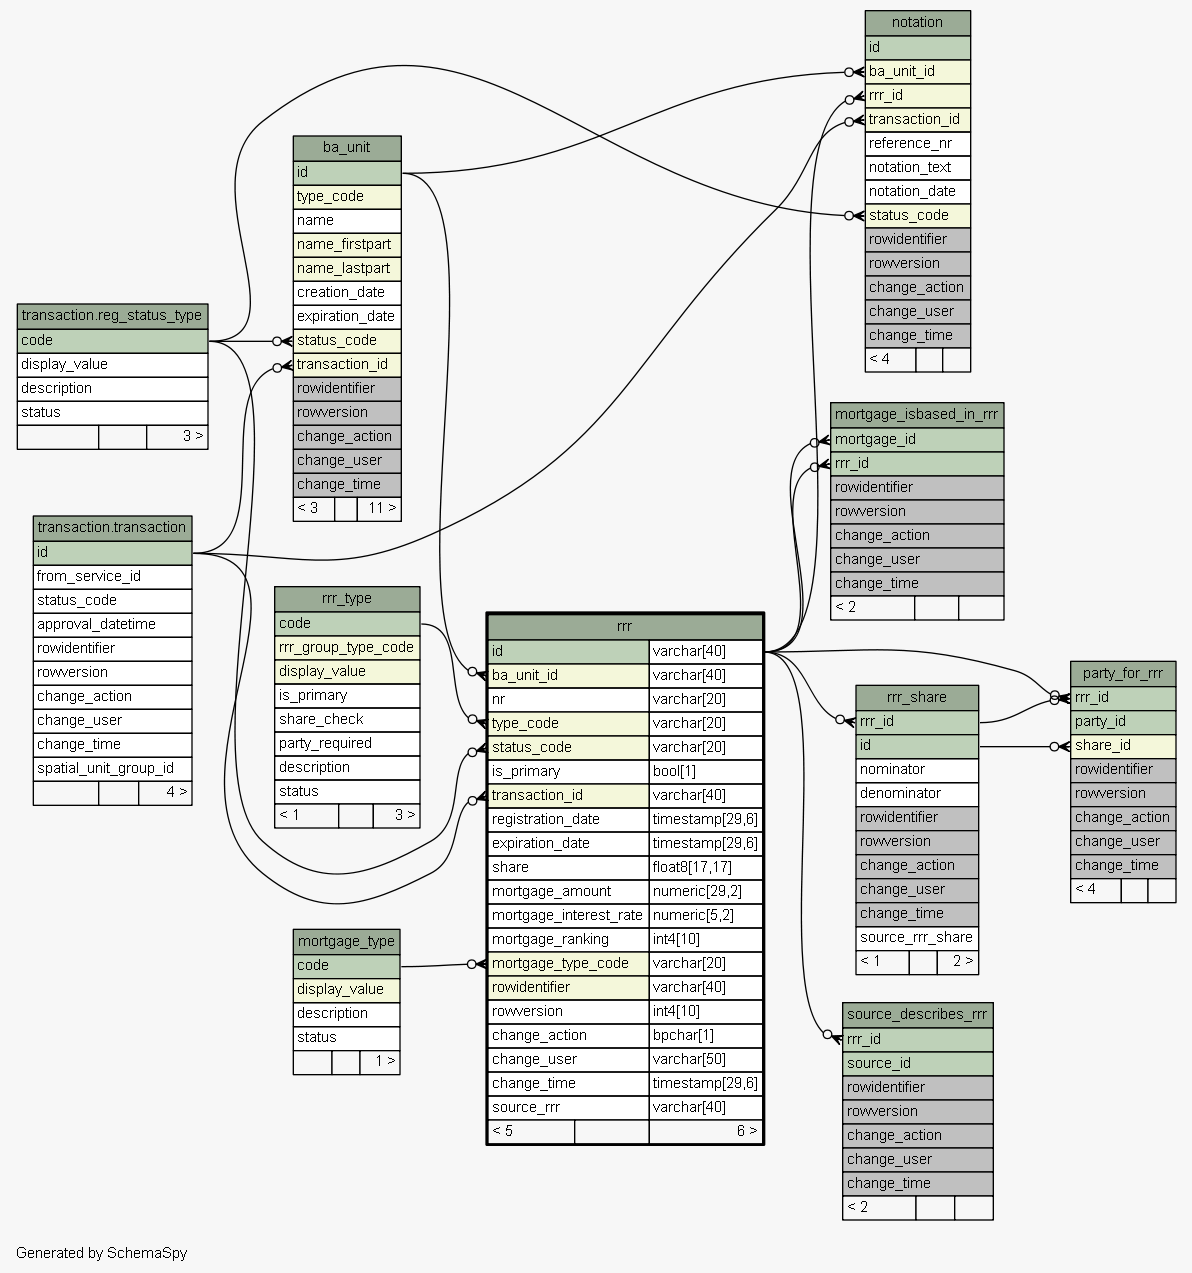 notation
id
ba_unit_id
rrr_id
transaction_id
reference_nr
notation_text
notation_date
status_code
rowidentifier
rowversion
change_action
change_user
change_time
< 4
ba_unit
id
type_code
name
name_firstpart
name_lastpart
creation_date
expiration_date
status_code
transaction_id
rowidentifier
rowversion
change_action
change_user
change_time
< 3 11 >
transaction.reg_status_type
code
display_value
description
status
3 >
mortgage_isbased_in_rrr
mortgage_id
rrr_id
rowidentifier
rowversion
change_action
change_user
change_time
< 2
transaction.transaction
id
from_service_id
status_code
approval_datetime
rowidentifier
rowversion
change_action
change_user
change_time
spatial_unit_group_id
4 >
rrr_type
code
rrr_group_type_code
display_value
is_primary
share_check
party_required
description
status
< 1 3 >
rrr
id varchar[40]
ba_unit_id varchar[40]
nr varchar[20]
type_code varchar[20]
status_code varchar[20]
is_primary bool[1]
transaction_id varchar[40]
registration_date timestamp[29,6]
expiration_date timestamp[29,6]
share float8[17,17]
mortgage_amount numeric[29,2]
mortgage_interest_rate numeric[5,2]
mortgage_ranking int4[10]
mortgage_type_code varchar[20]
rowidentifier varchar[40]
rowversion int4[10]
change_action bpchar[1]
change_user varchar[50]
change_time timestamp[29,6]
source_rrr varchar[40]
< 5 6 >
party_for_rrr
rrr_id
party_id
share_id
rowidentifier
rowversion
change_action
change_user
change_time
< 4
rrr_share
rrr_id
id
nominator
denominator
rowidentifier
rowversion
change_action
change_user
change_time
source_rrr_share
< 1 2 >
mortgage_type
code
display_value
description
status
1 >
source_describes_rrr
rrr_id
source_id
rowidentifier
rowversion
change_action
change_user
change_time
< 2
Generated by SchemaSpy